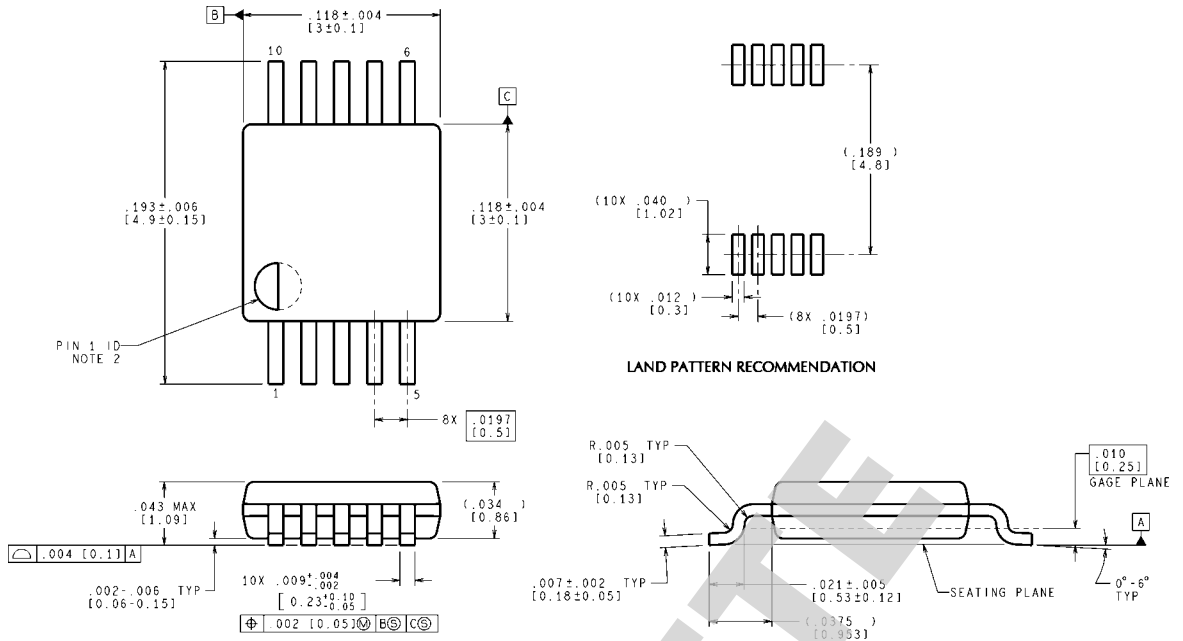 B
.118±.004
[3±0.1]
10
6
C
.193±.006
[4.9±0.15]
.118±.004
[3±0.1]
PIN 1 ID
NOTE 2
1
5
8X .0197
[0.5]
(.189 )
[4.8]
(10X .040 )
[1.02]
(10X .012 )
[0.3]
(8X .0197)
[0.5]
LAND PATTERN RECOMMENDATION
.043 MAX
[1.09]
(.034 )
[0.86]
⌓ .004 [0.1] A
.002-.006 TYP
[0.06-0.15]
10X .009 +.004 -.002
[ 0.23 +0.10 -0.05 ]
⌖ .002 [0.05]Ⓜ BⓈ CⓈ
R.005 TYP
[0.13]
R.005 TYP
[0.13]
.010
[0.25]
GAGE PLANE
A
.007±.002 TYP
[0.18±0.05]
.021±.005
[0.53±0.12]
(.0375 )
[0.953]
SEATING PLANE
0°-6°
TYP